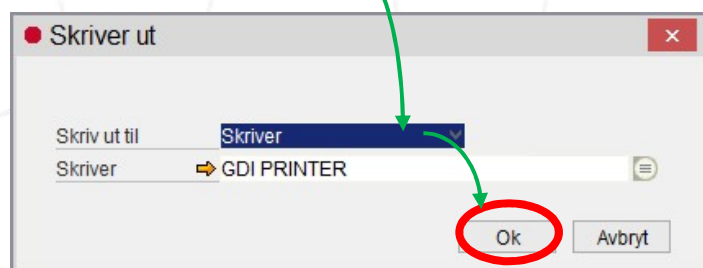 Skriver ut
Skriv ut til Skriver
Skriver GDI PRINTER
Ok Avbryt